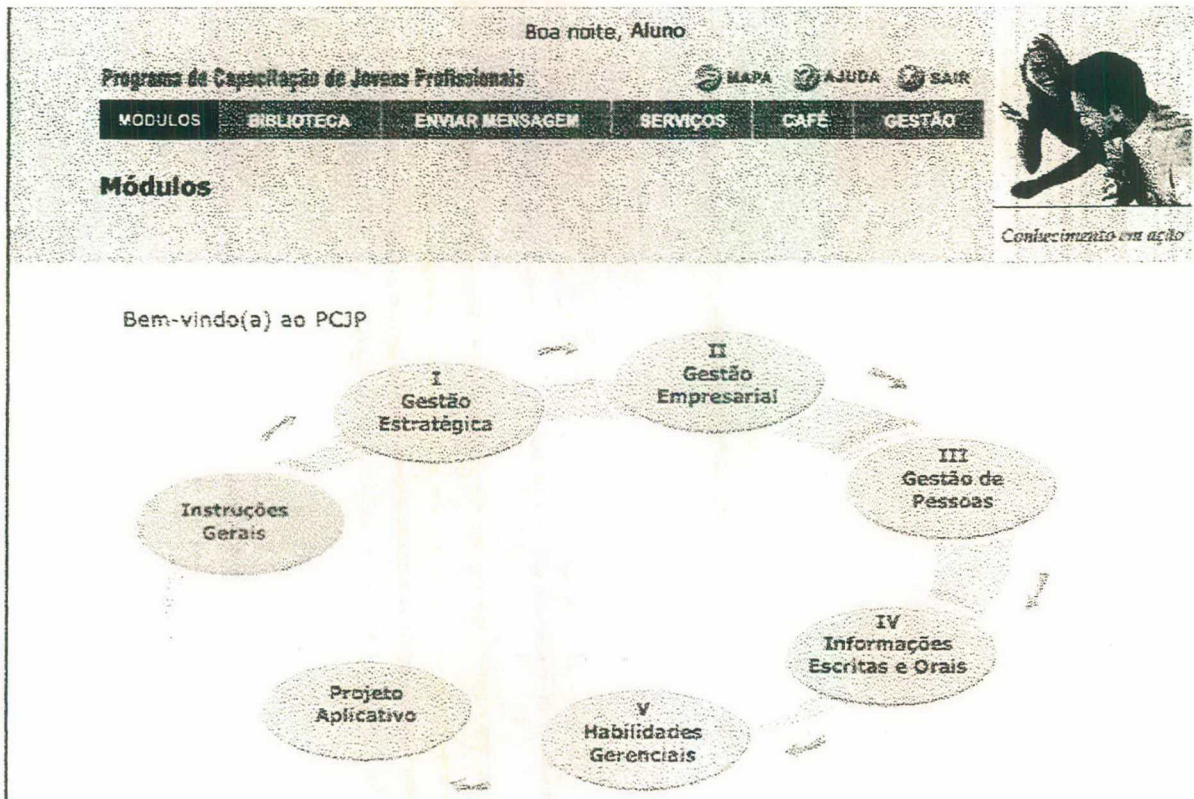 Boa noite, Aluno
Programa de Capacitação de Jovens Profissionais
MAPA AJUDA SAIR
MÓDULOS BIBLIOTECA ENVIAR MENSAGEM SERVIÇOS CAFÉ GESTÃO
Módulos
Conhecimento em ação
Bem-vindo(a) ao PCJP
I
Gestão
Estratégica
II
Gestão
Empresarial
III
Gestão de
Pessoas
Instruções
Gerais
IV
Informações
Escritas e Orais
Projeto
Aplicativo
V
Habilidades
Gerenciais